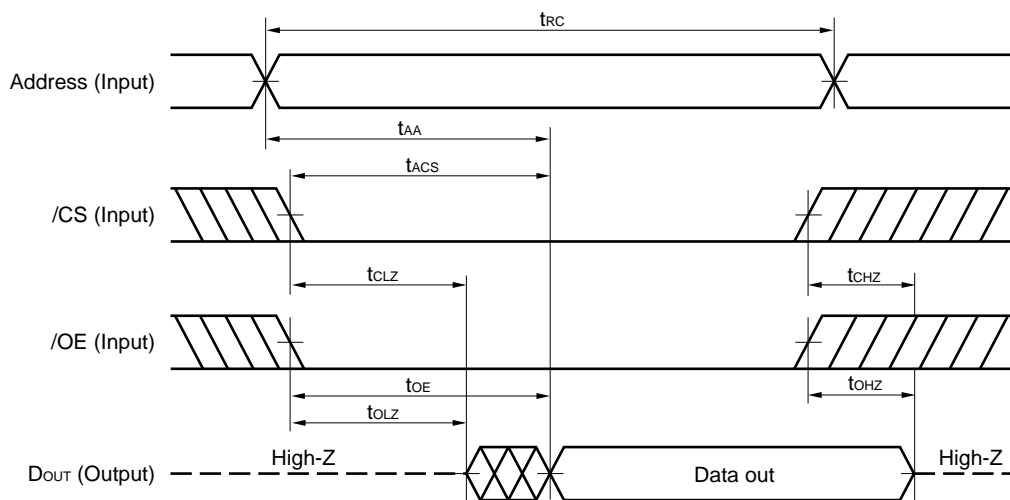 tRC
Address (Input)
tAA
tACS
/CS (Input)
tCLZ
tCHZ
/OE (Input)
tOE
tOHZ
tOLZ
High-Z
High-Z
DOUT (Output)
Data out